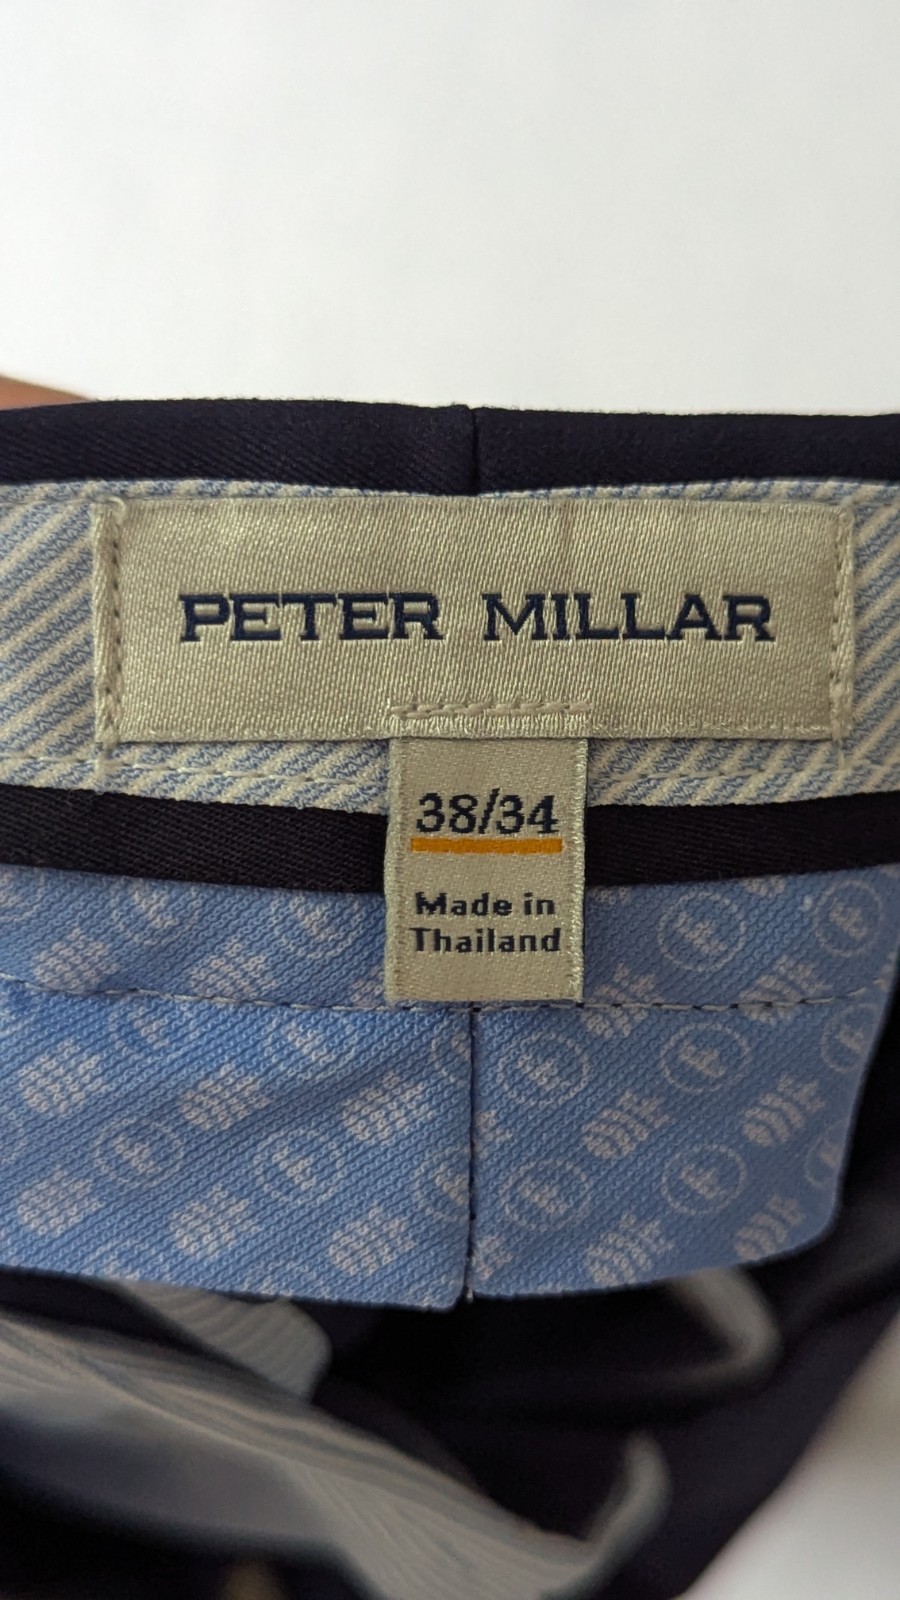 PETER MILLAR
38/34
Made in
Thailand